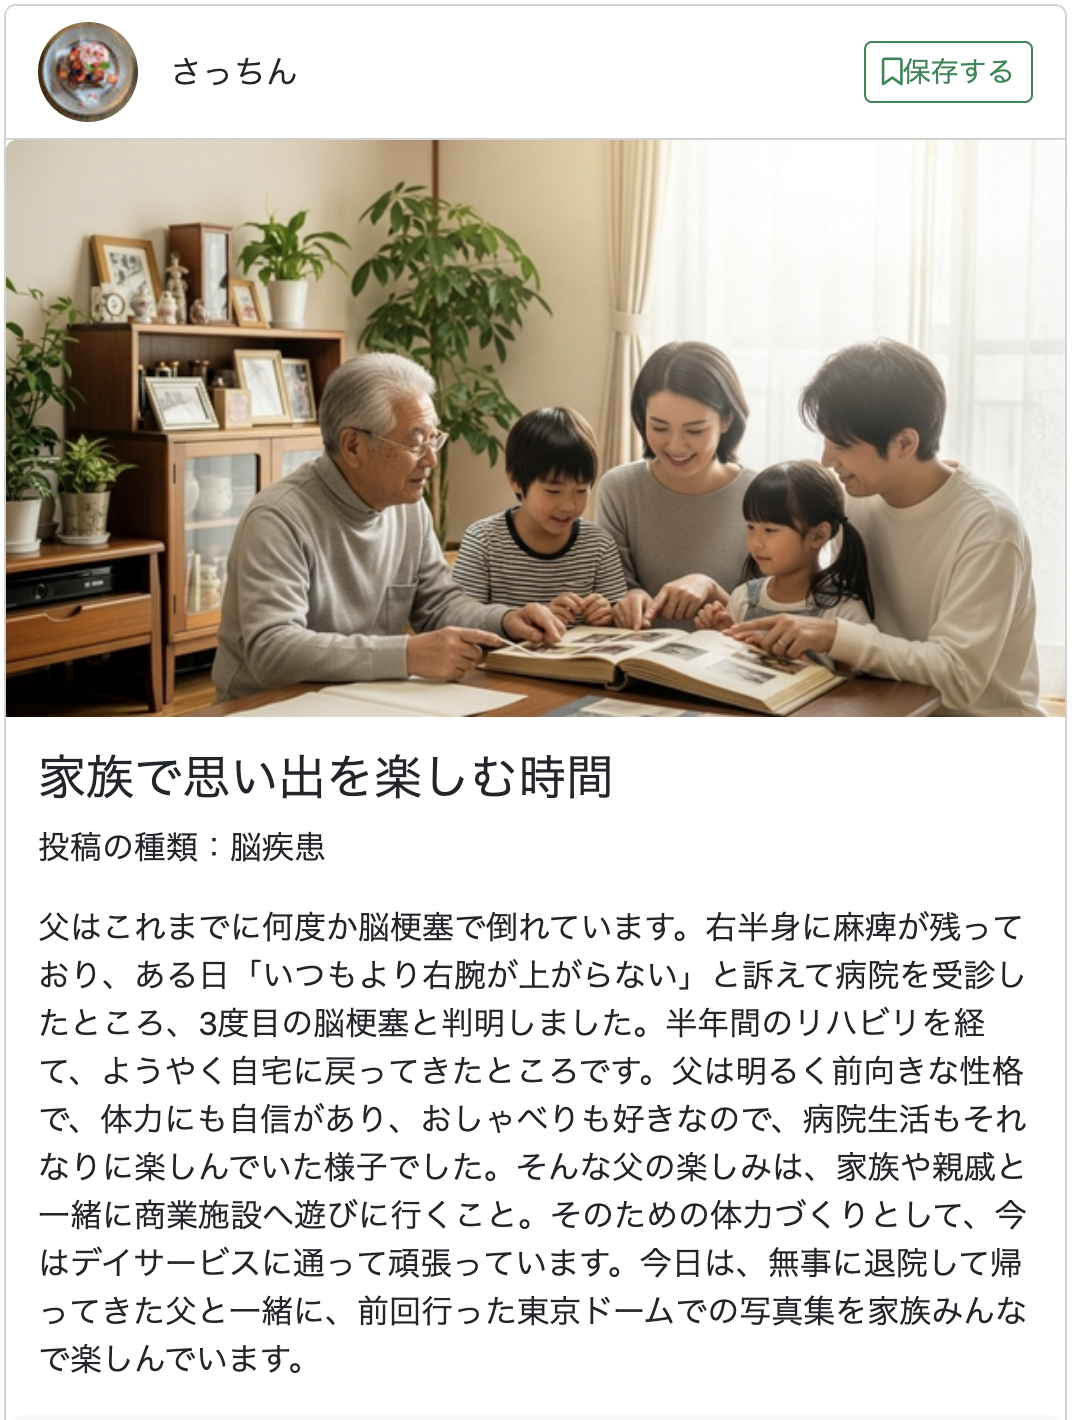 さっちん
保存する
家族で思い出を楽しむ時間
投稿の種類：脳疾患
父はこれまでに何度か脳梗塞で倒れています。右半身に麻痺が残って
おり、ある日「いつもより右腕が上がらない」と訴えて病院を受診し
たところ、3度目の脳梗塞と判明しました。半年間のリハビリを経
て、ようやく自宅に戻ってきたところです。父は明るく前向きな性格
で、体力にも自信があり、おしゃべりも好きなので、病院生活もそれ
なりに楽しんでいた様子でした。そんな父の楽しみは、家族や親戚と
一緒に商業施設へ遊びに行くこと。そのための体力づくりとして、今
はデイサービスに通って頑張っています。今日は、無事に退院して帰
ってきた父と一緒に、前回行った東京ドームでの写真集を家族みんな
で楽しんでいます。